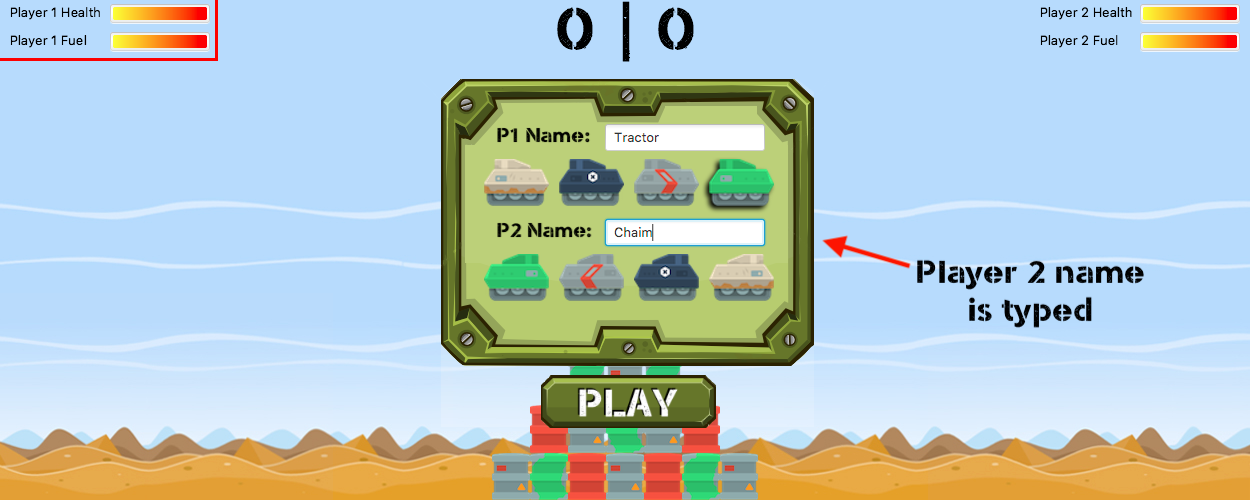 Player 1 Health
Player 1 Fuel
0|0
Player 2 Health
Player 2 Fuel
P1 Name: Tractor
P2 Name: Chaim
Player 2 name
is typed
PLAY